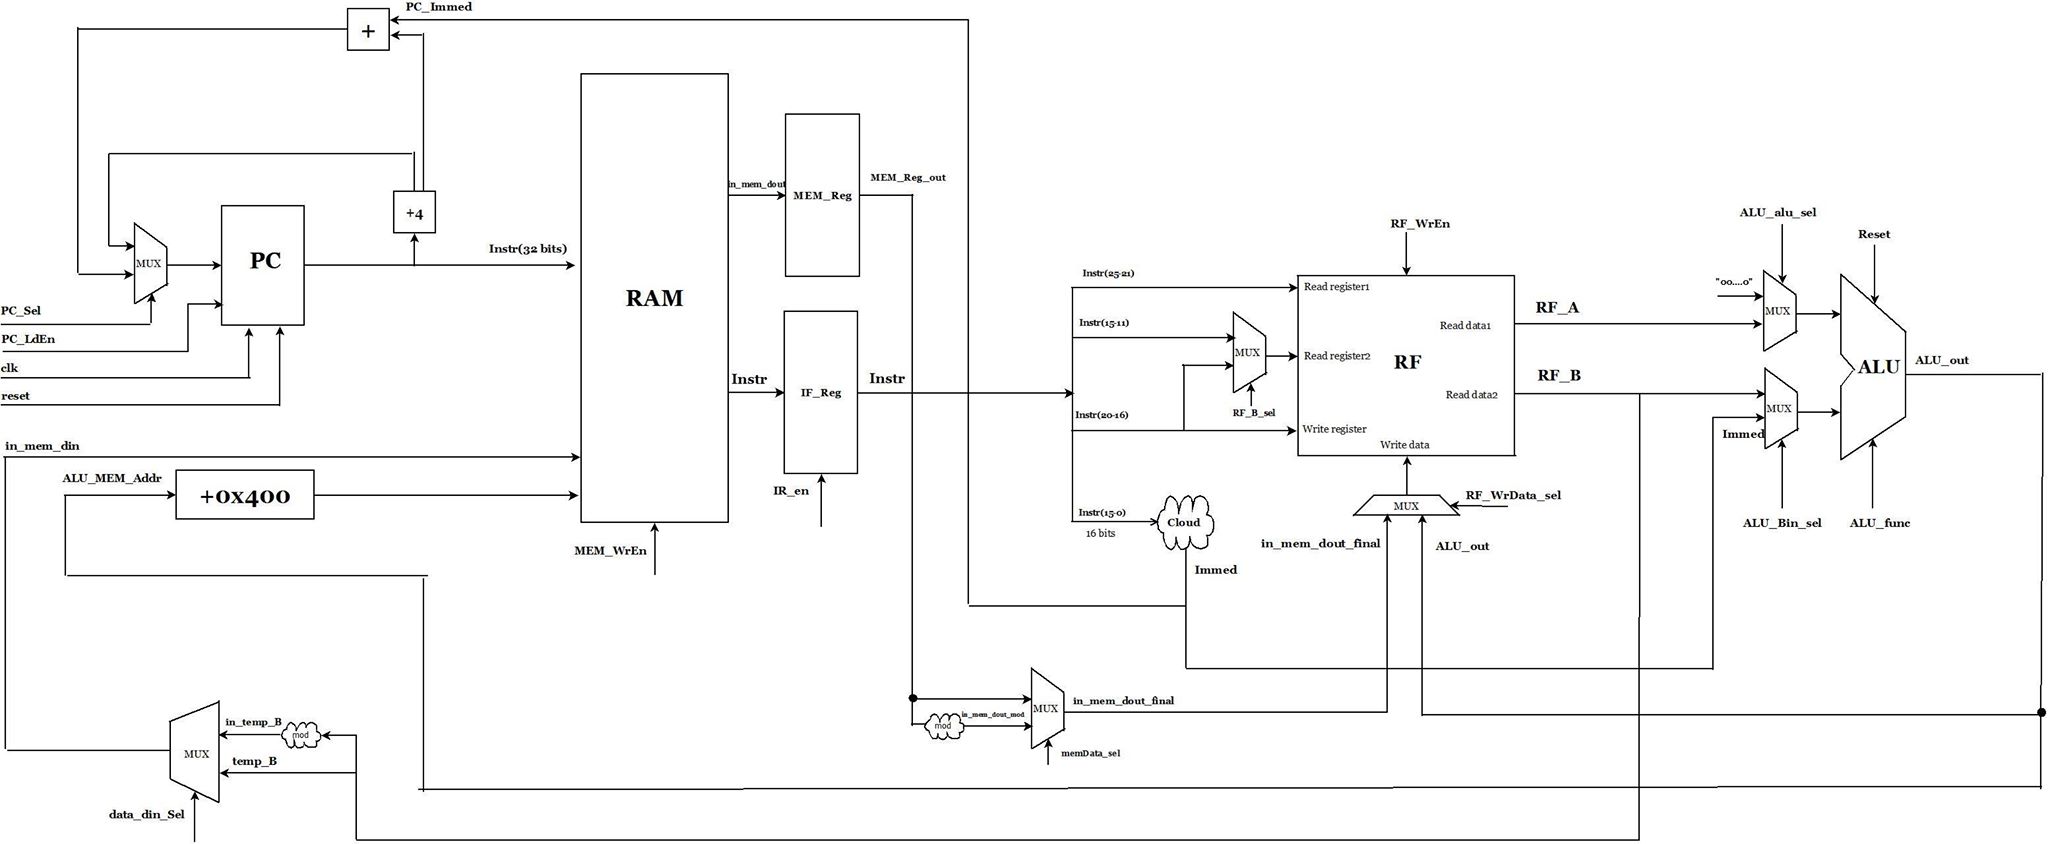 PC_Immed
+
+4
Instr(32 bits)
MUX
PC
PC_Sel
PC_LdEn
clk
reset
in_mem_din
ALU_MEM_Addr
+0x400
RAM
MEM_WrEn
in_mem_dout
MEM_Reg
MEM_Reg_out
Instr
IF_Reg
Instr
IR_en
Instr(25-21)
Instr(15-11)
Instr(20-16)
Instr(15-0)
16 bits
Cloud
Immed
MUX
RF_B_sel
RF_WrEn
Read register1
Read register2
Write register
Write data
Read data1
Read data2
RF
RF_A
RF_B
MUX
RF_WrData_sel
in_mem_dout_final
ALU_out
ALU_alu_sel
"00....0"
MUX
Reset
MUX
Immed
ALU_Bin_sel
ALU
ALU_func
ALU_out
mod
in_mem_dout_mod
MUX
in_mem_dout_final
memData_sel
in_temp_B
mod
temp_B
MUX
data_din_Sel